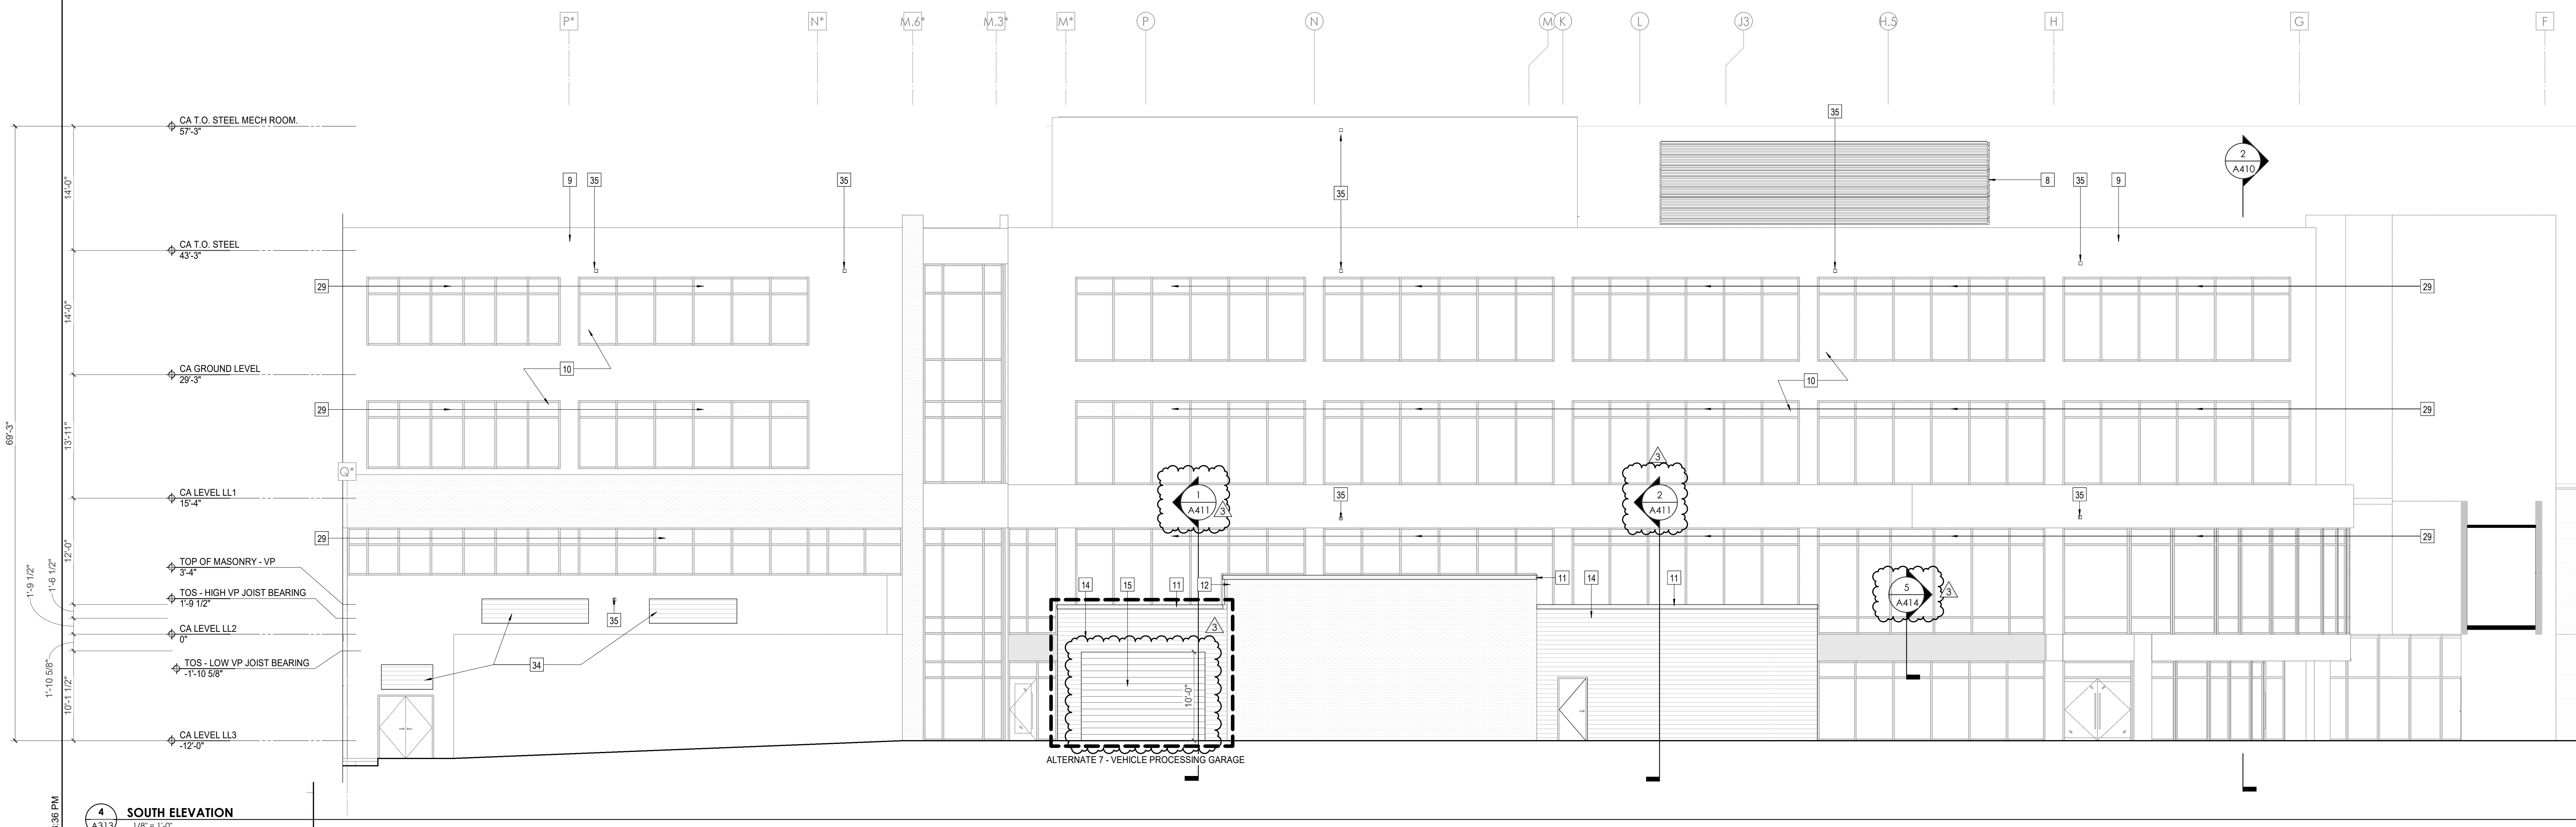 P*
N*
M.6*
M.3*
M*
P
N
M
K
L
J3
H.5
H
G
F
CA T.O. STEEL MECH ROOM.
57'-3"
35
2
A410
14'-0"
9
35
35
35
8
35
9
CA T.O. STEEL
43'-3"
29
29
14'-0"
CA GROUND LEVEL
29'-3"
10
10
29
29
69'-3"
13'-11"
Q*
3
CA LEVEL LL1
15'-4"
1
A411
3
35
2
A411
35
29
29
12'-0"
TOP OF MASONRY - VP
3'-4"
1'-9 1/2"
1'-6 1/2"
14
15
11
12
11
14
11
5
A414
3
TOS - HIGH VP JOIST BEARING
1'-9 1/2"
35
3
CA LEVEL LL2
0"
TOS - LOW VP JOIST BEARING
-1'-10 5/8"
34
1'-10 5/8"
10'-1 1/2"
10'-0"
CA LEVEL LL3
-12'-0"
ALTERNATE 7 - VEHICLE PROCESSING GARAGE
:36 PM
4
A313
SOUTH ELEVATION
1/8" = 1'-0"